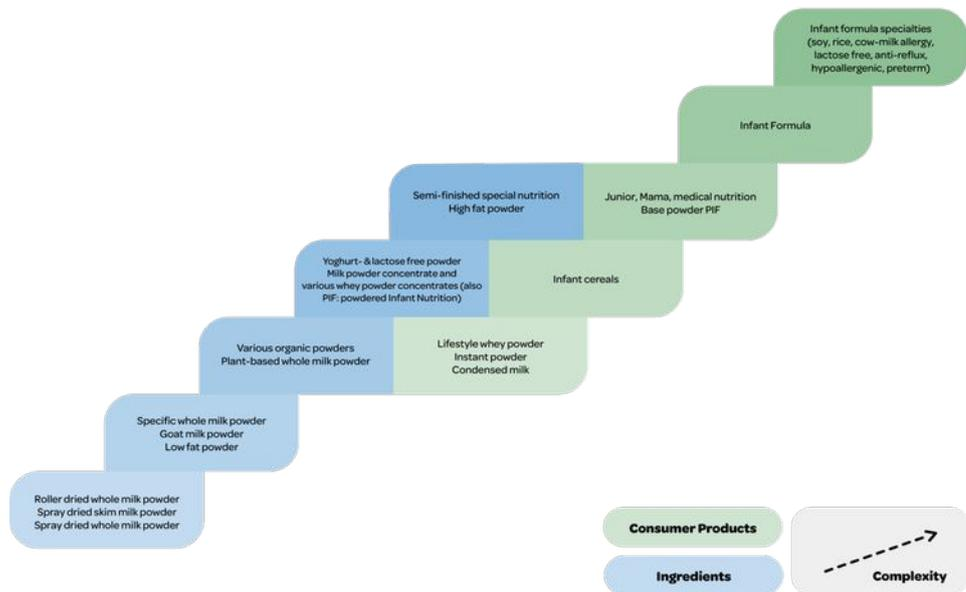 Infant formula specialties
(soy, rice, cow-milk allergy,
lactose free, anti-reflux,
hypoallergenic, preterm)
Infant Formula
Semi-finished special nutrition
High fat powder
Junior, Mama, medical nutrition
Base powder PIF
Yoghurt- & lactose free powder
Milk powder concentrate and
various whey powder concentrates (also
PIF: powdered Infant Nutrition)
Infant cereals
Various organic powders
Plant-based whole milk powder
Lifestyle whey powder
Instant powder
Condensed milk
Specific whole milk powder
Goat milk powder
Low fat powder
Roller dried whole milk powder
Spray dried skim milk powder
Spray dried whole milk powder
Consumer Products
Ingredients
Complexity